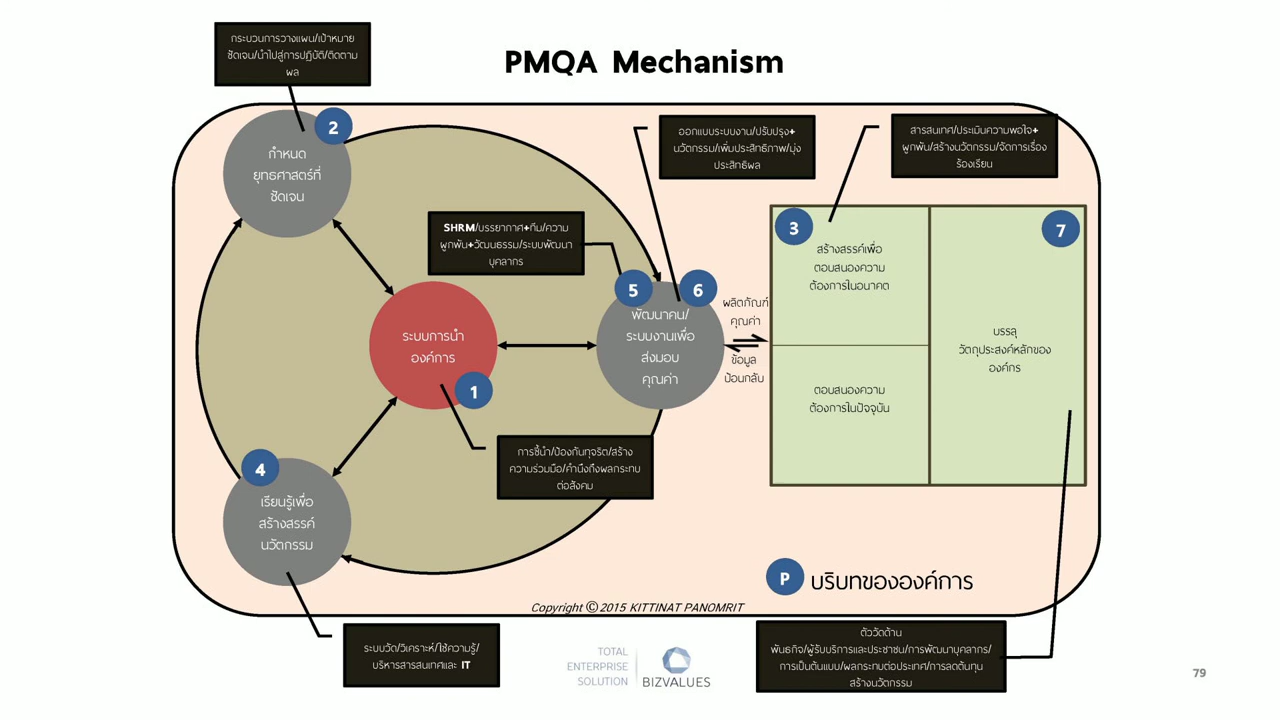 PMQA Mechanism
กระบวนการวางแผน/เป้าหมาย
ชัดเจน/นำไปสู่การปฏิบัติ/ติดตาม
ผล
2
กำหนด
ยุทธศาสตร์ที่
ชัดเจน
ออกแบบระบบงาน/ปรับปรุง+
นวัตกรรม/เพิ่มประสิทธิภาพ/มุ่ง
ประสิทธิผล
สารสนเทศ/ประเมินความพอใจ+
ผูกพัน/สร้างนวัตกรรม/จัดการเรื่อง
ร้องเรียน
SHRM/บรรยากาศ+ทีม/ความ
ผูกพัน+วัฒนธรรม/ระบบพัฒนา
บุคลากร
3
สร้างสรรค์เพื่อ
ตอบสนองความ
ต้องการในอนาคต
7
บรรลุ
วัตถุประสงค์หลักของ
องค์กร
5
6
พัฒนาคน/
ระบบงานเพื่อ
ส่งมอบ
คุณค่า
ผลิตภัณฑ์
คุณค่า
ข้อมูล
ป้อนกลับ
ระบบการนำ
องค์การ
1
ตอบสนองความ
ต้องการในปัจจุบัน
การชี้นำ/ป้องกันทุจริต/สร้าง
ความร่วมมือ/คำนึงถึงผลกระทบ
ต่อสังคม
4
เรียนรู้เพื่อ
สร้างสรรค์
นวัตกรรม
P บริบทขององค์การ
Copyright © 2015 KITTINAT PANOMRIT
ระบบวัด/วิเคราะห์/ใช้ความรู้/
บริหารสารสนเทศและ IT
TOTAL
ENTERPRISE
SOLUTION
BIZVALUES
ตัววัดด้าน
พันธกิจ/ผู้รับบริการและประชาชน/การพัฒนาบุคลากร/
การเป็นต้นแบบ/ผลกระทบต่อประเทศ/การลดต้นทุน
สร้างนวัตกรรม
79